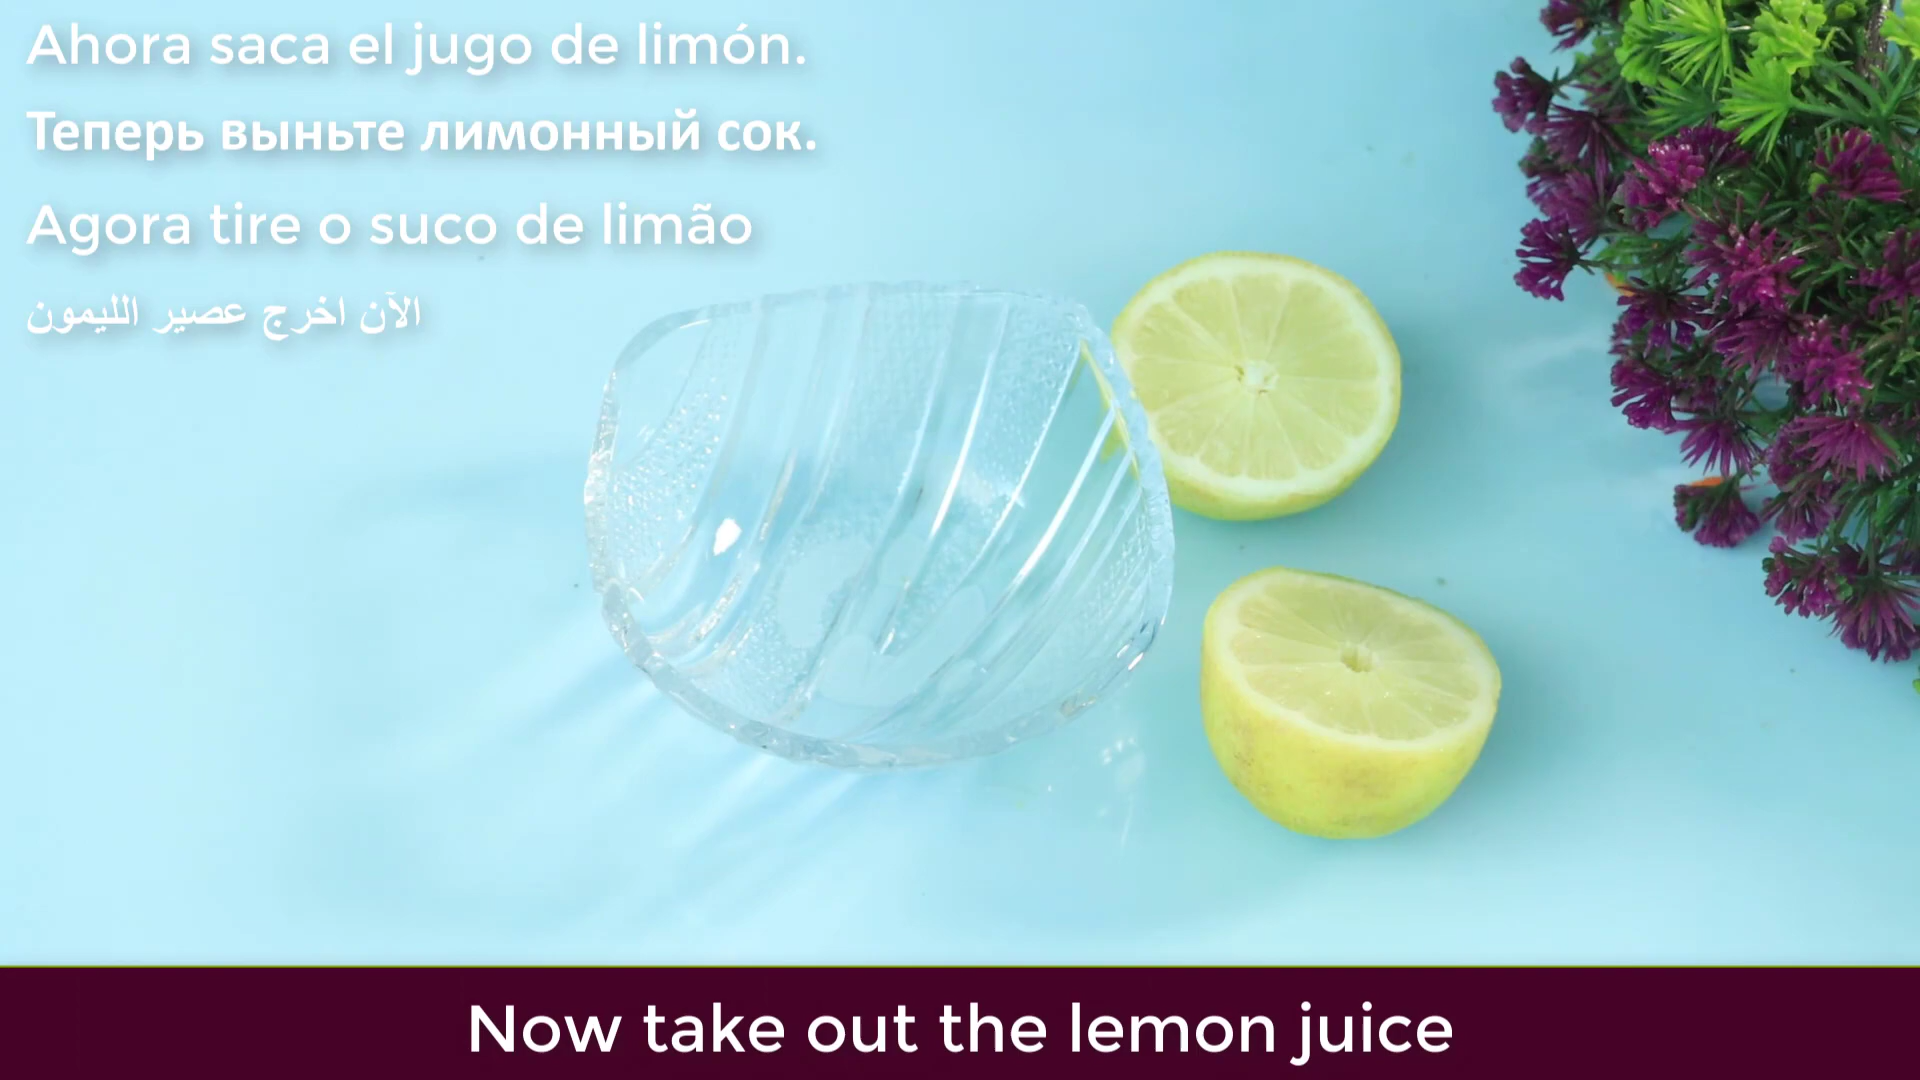 Ahora saca el jugo de limón.
Теперь выньте лимонный сок.
Agora tire o suco de limão
الآن اخرج عصير الليمون
Now take out the lemon juice